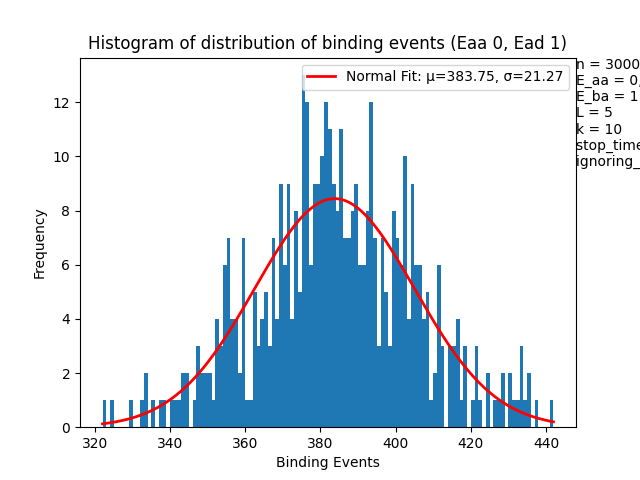 Histogram of distribution of binding events (Eaa 0, Ead 1)
Normal Fit: μ=383.75, σ=21.27
n = 3000
E_aa = 0,
E_ba = 1
L = 5
k = 10
stop_time
ignoring_
Frequency
12
10
8
6
4
2
0
320 340 360 380 400 420 440
Binding Events